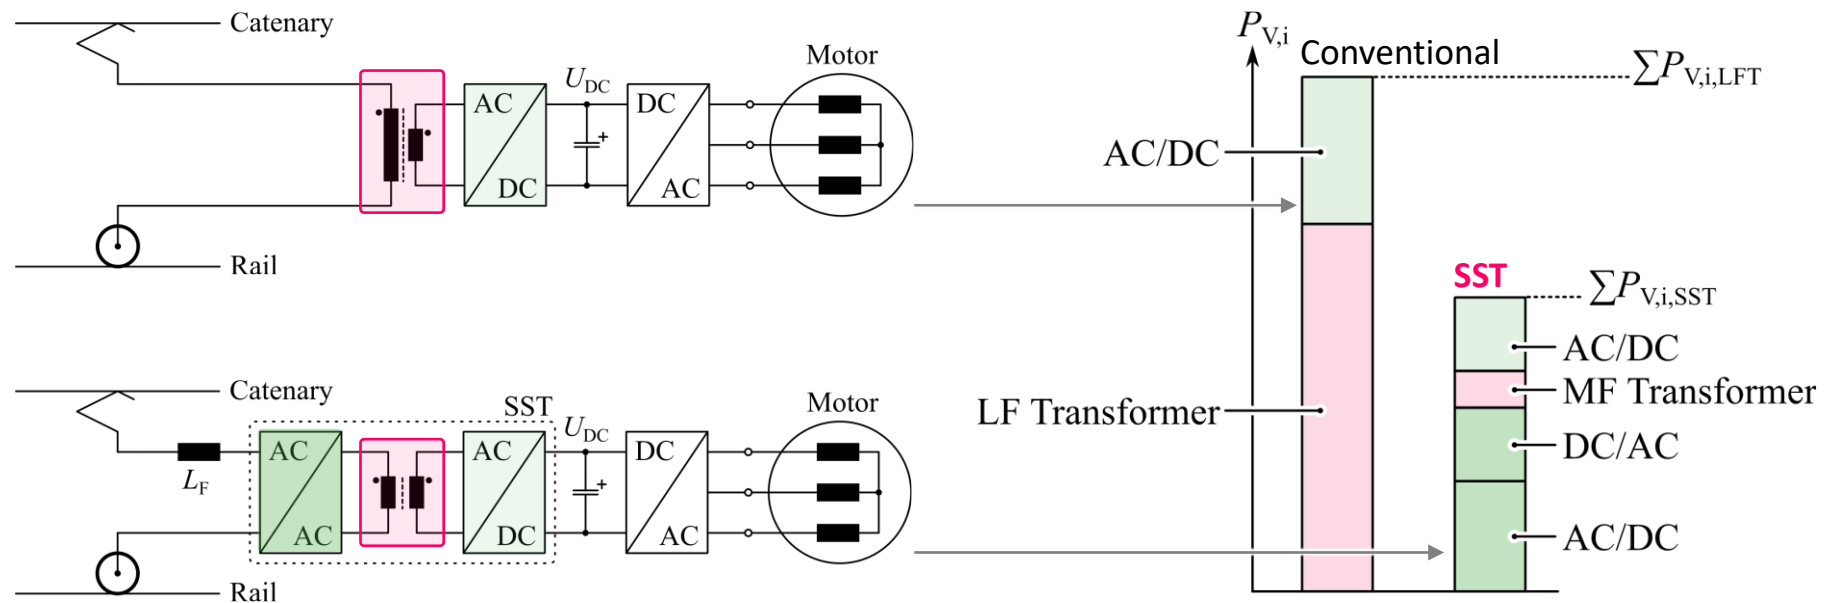 Catenary
AC
DC
U_DC
+
DC
AC
Motor
Rail
Catenary
L_F
SST
AC
AC
AC
DC
U_DC
+
DC
AC
Motor
Rail
P_V,i
Conventional
∑P_V,i,LFT
AC/DC
LF Transformer
SST
∑P_V,i,SST
AC/DC
MF Transformer
DC/AC
AC/DC